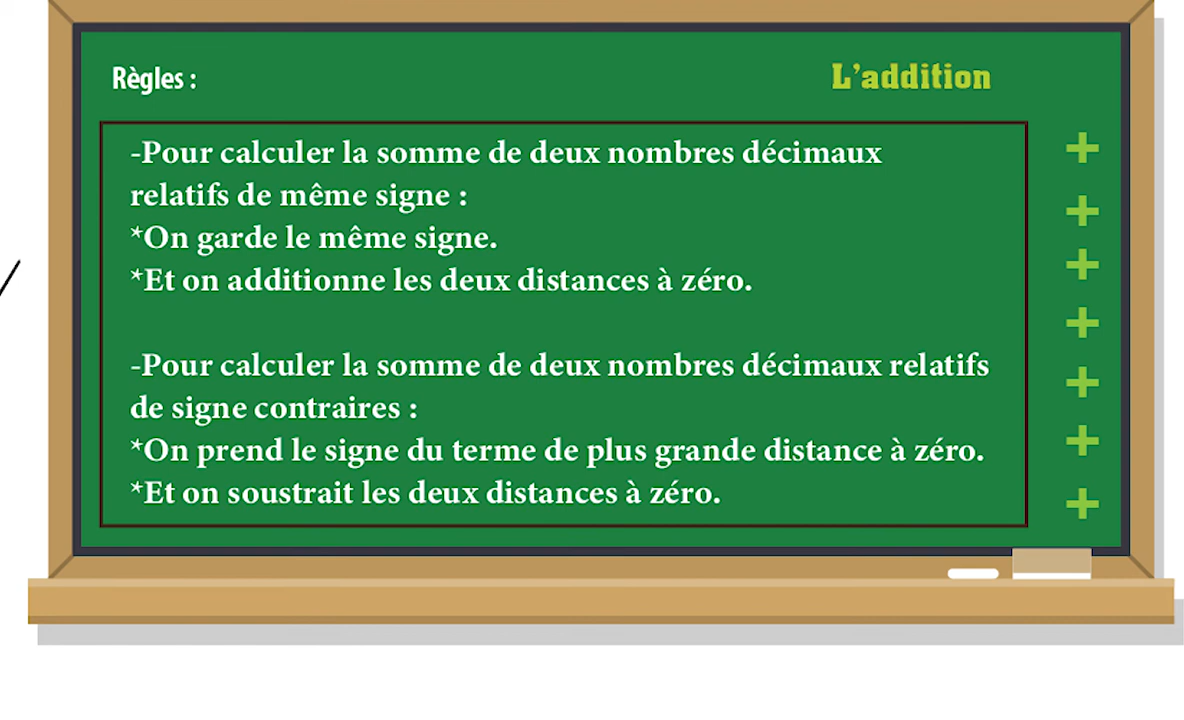 Règles :
L'addition
-Pour calculer la somme de deux nombres décimaux
relatifs de même signe :
*On garde le même signe.
*Et on additionne les deux distances à zéro.
-Pour calculer la somme de deux nombres décimaux relatifs
de signe contraires :
*On prend le signe du terme de plus grande distance à zéro.
*Et on soustrait les deux distances à zéro.
+
+
+
+
+
+
+